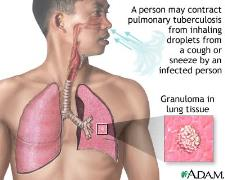 A person may contract
pulmonary tuberculosis
from inhaling
droplets from
a cough or
sneeze by an
infected person
Granuloma in
lung tissue
ADAM.